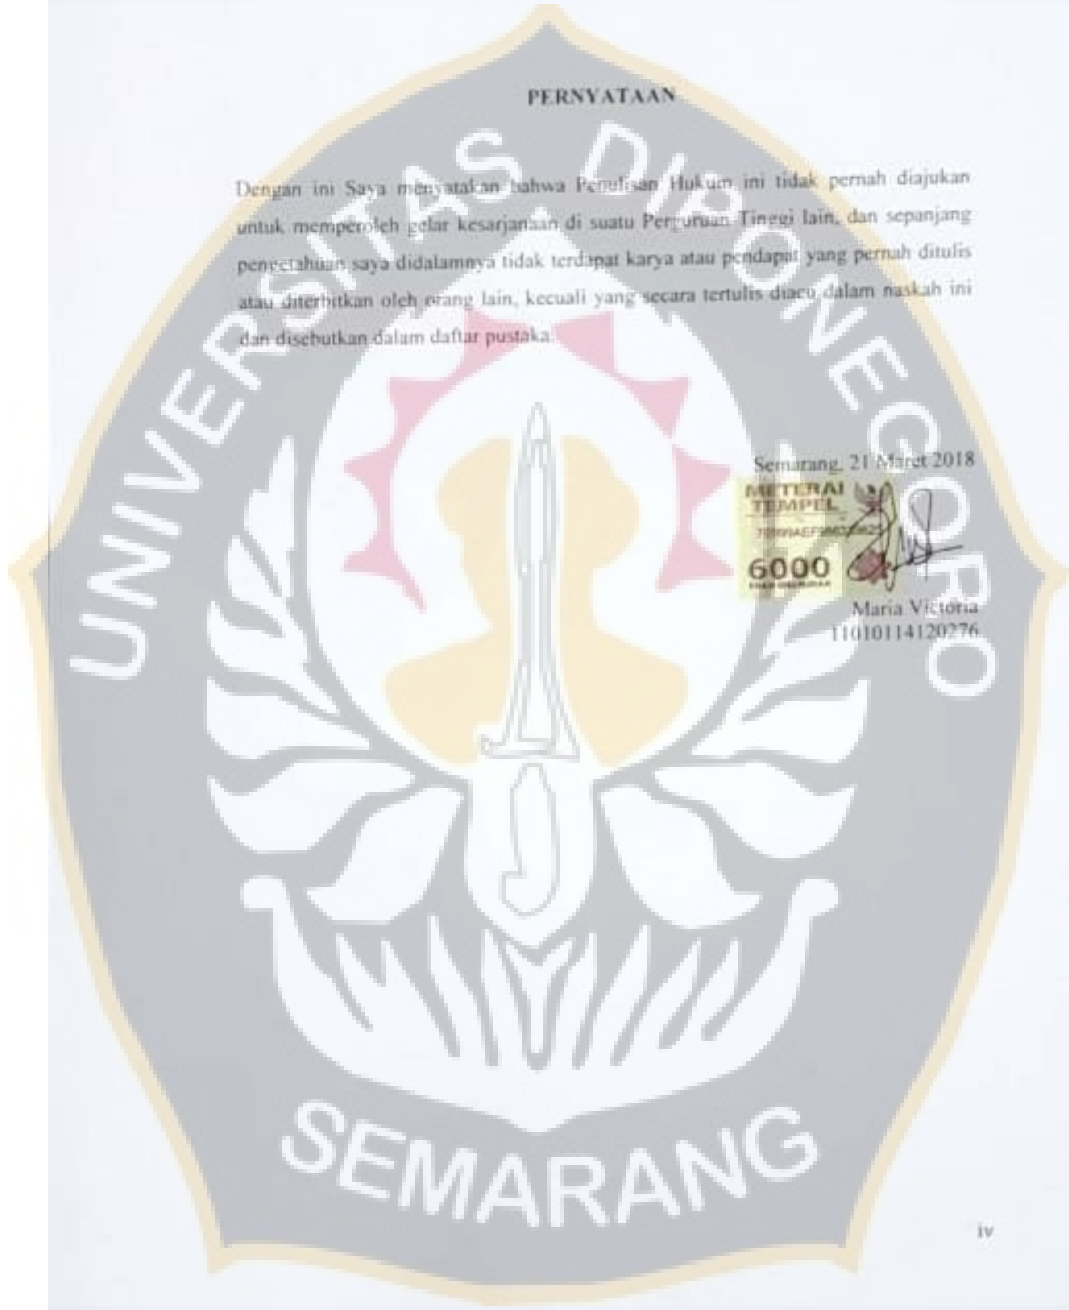 PERNYATAAN
Dengan ini Saya menyatakan bahwa Penulisan Hukum ini tidak pernah diajukan
untuk memperoleh gelar kesarjanaan di suatu Perguruan Tinggi lain, dan sepanjang
pengetahuan saya didalamnya tidak terdapat karya atau pendapat yang pernah ditulis
atau diterbitkan oleh orang lain, kecuali yang secara tertulis diacu dalam naskah ini
dan disebutkan dalam daftar pustaka.
Semarang, 21 Maret 2018
METERAI
TEMPEL
6000
Maria Victoria
11010114120276
UNIVERSITAS DIPONEGORO
SEMARANG
iv